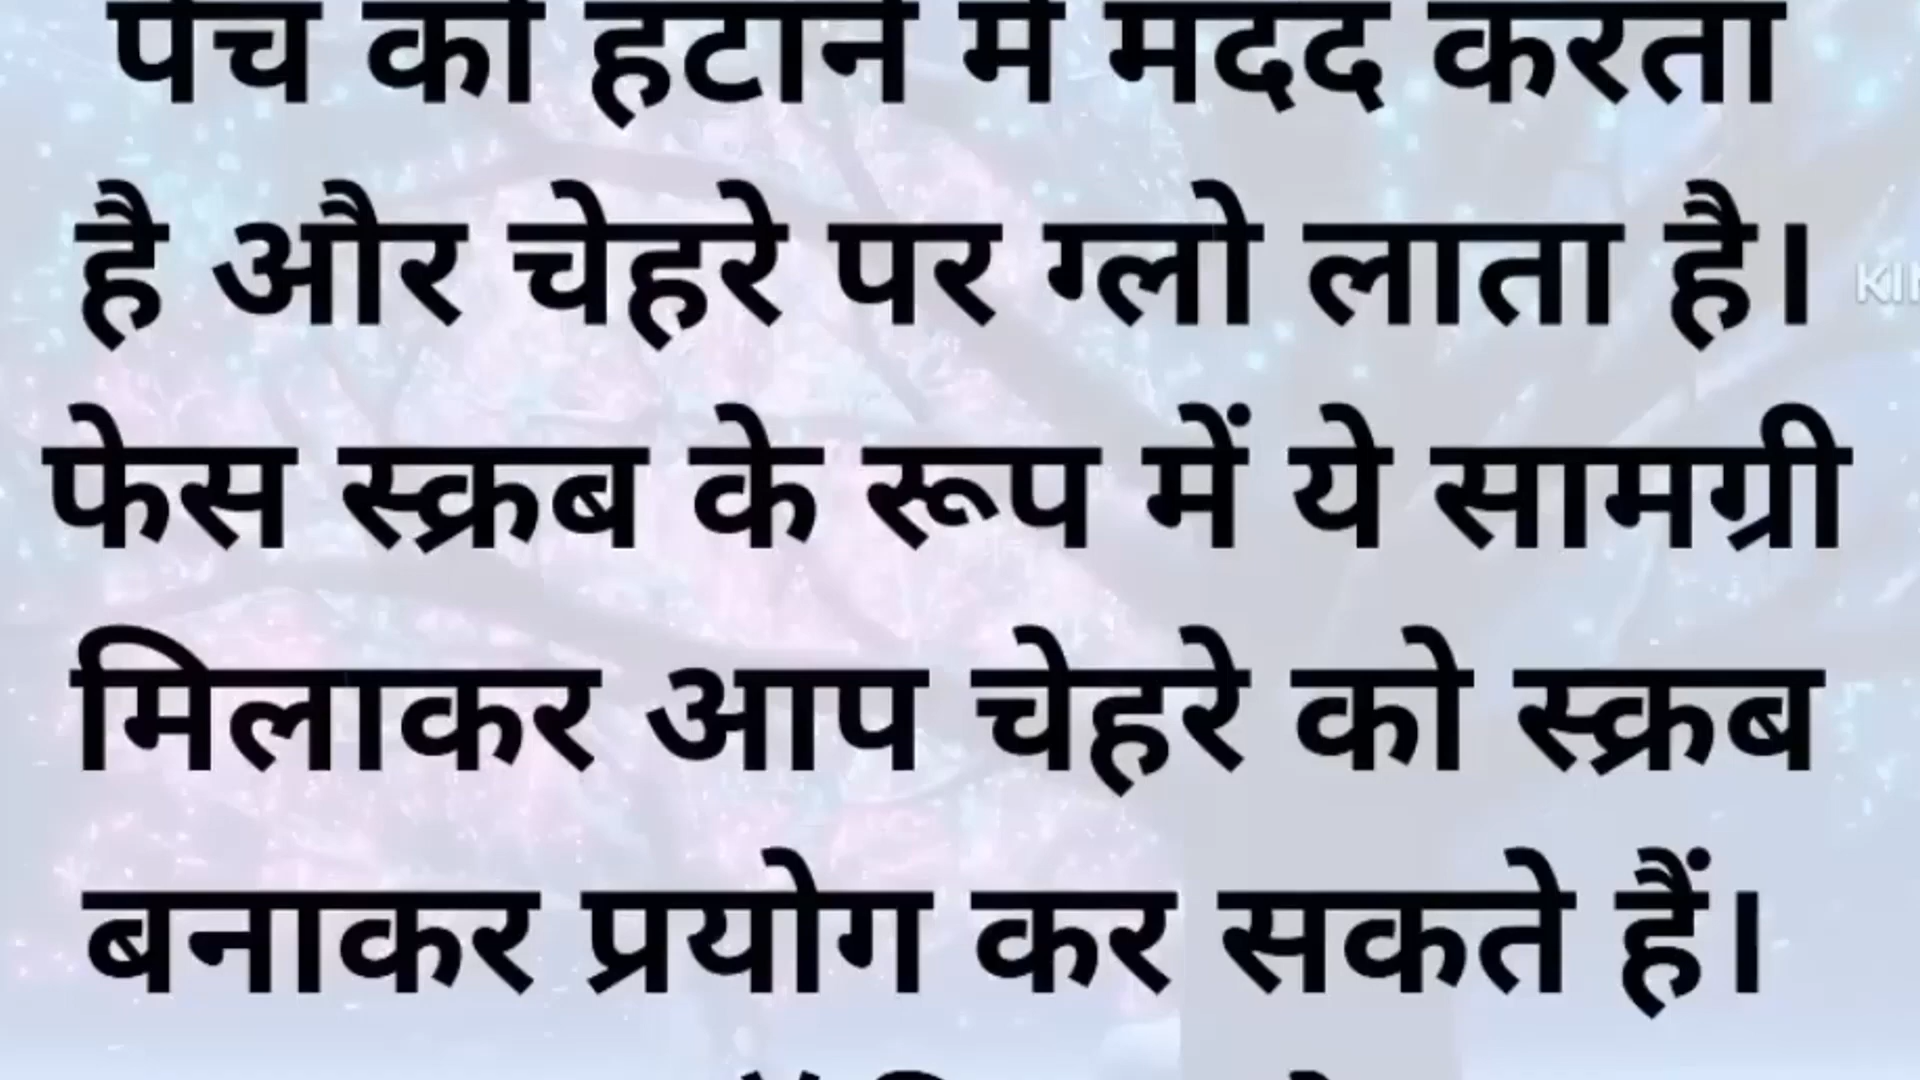 पैच को हटाने में मदद करता
है और चेहरे पर ग्लो लाता है।
फेस स्क्रब के रूप में ये सामग्री
मिलाकर आप चेहरे को स्क्रब
बनाकर प्रयोग कर सकते हैं।